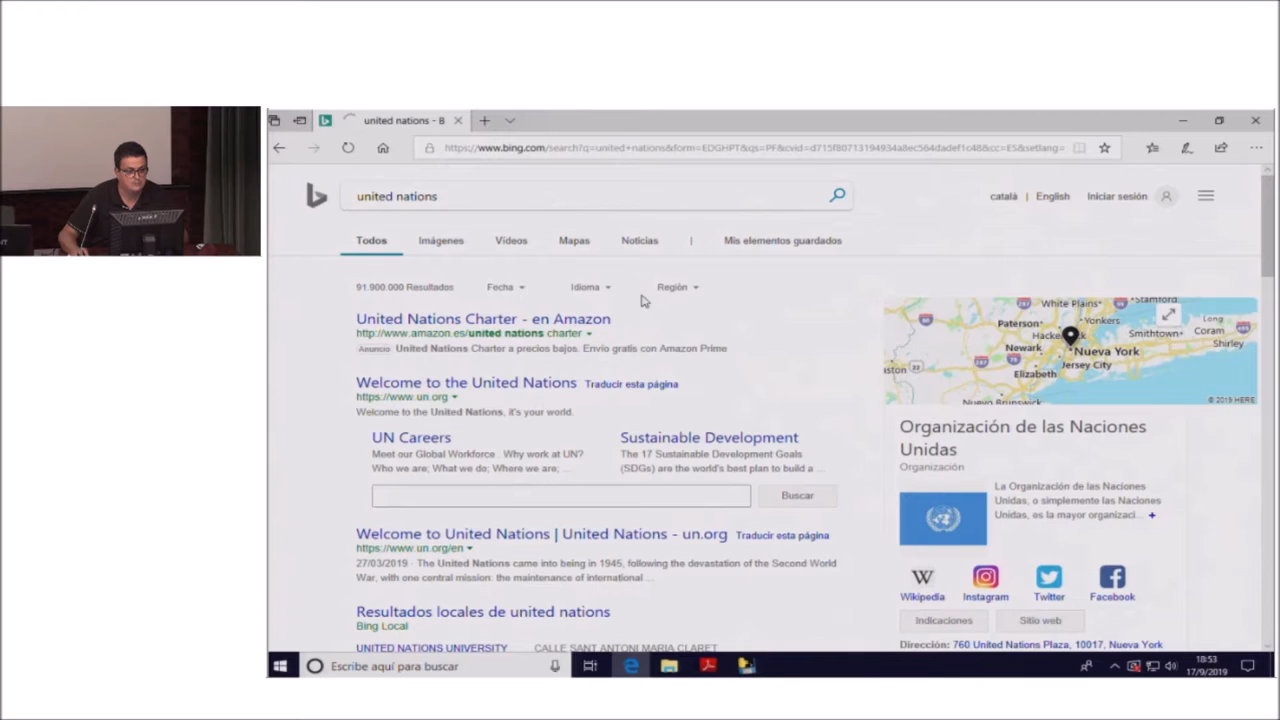 united nations - B
https://www.bing.com/search?q=united+nations&form=EDGHPT&qs=PF&cvid=d715f80713194934a8ec564dadef1c48&cc=ES&setlang=
united nations
català | English Iniciar sesión
Todos Imágenes Vídeos Mapas Noticias | Mis elementos guardados
91.900.000 Resultados Fecha Idioma Región
United Nations Charter - en Amazon
http://www.amazon.es/united nations charter
Anuncio United Nations Charter a precios bajos. Envío gratis con Amazon Prime
Welcome to the United Nations Traducir esta página
https://www.un.org
Welcome to the United Nations, it's your world.
UN Careers
Meet our Global Workforce . Why work at UN?
Who we are; What we do; Where we are; ...
Sustainable Development
The 17 Sustainable Development Goals
(SDGs) are the world's best plan to build a ...
Buscar
Welcome to United Nations | United Nations - un.org Traducir esta página
https://www.un.org/en
27/03/2019 · The United Nations came into being in 1945, following the devastation of the Second World
War, with one central mission: the maintenance of international ...
Resultados locales de united nations
Bing Local
UNITED NATIONS UNIVERSITY CALLE SANT ANTONI MARIA CLARET
White Plains
Stamford
Paterson
Yonkers
Long
Smithtown
Coram
Newark
Nueva York
Shirley
Jersey City
Elizabeth
Nuevo Brunswick
© 2019 HERE
Organización de las Naciones
Unidas
Organización
La Organización de las Naciones
Unidas, o simplemente las Naciones
Unidas, es la mayor organizaci... +
W
Wikipedia Instagram Twitter Facebook
Indicaciones Sitio web
Dirección: 760 United Nations Plaza, 10017, Nueva York
Escribe aquí para buscar
18:53
17/9/2019